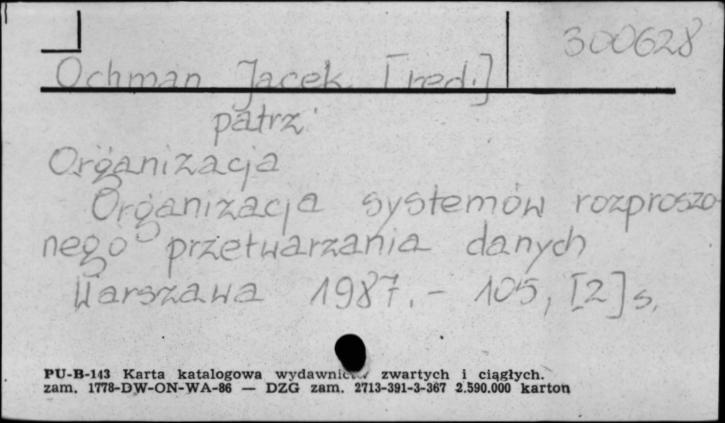 300628
Ochman Jacek [red.]
patrz
Organizacja
Organizacja systemów rozproszo-
nego przetwarzania danych
Warszawa 1987. - 105, [2] s.
PU-B-143 Karta katalogowa wydawnictw zwartych i ciągłych.
zam. 1778-DW-ON-WA-86 — DZG zam. 2713-391-3-367 2.590.000 karton